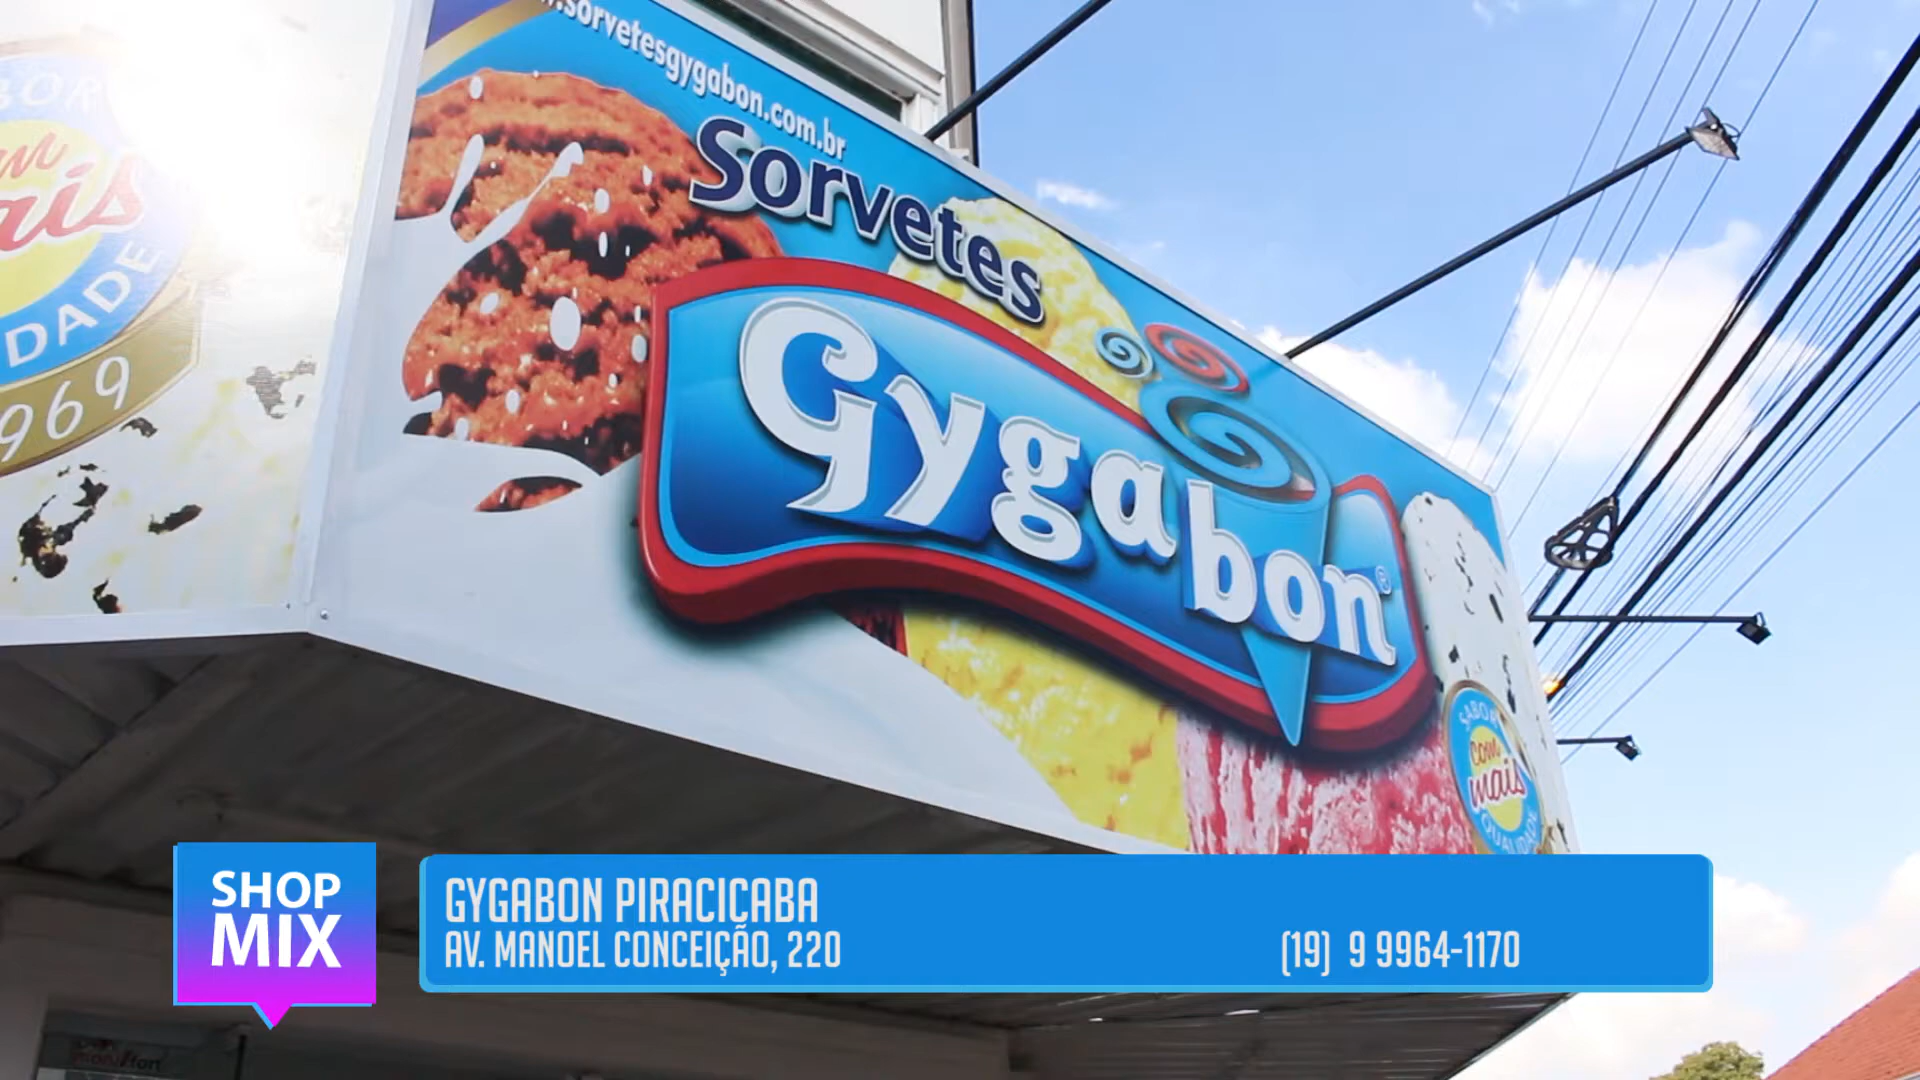 .sorvetesgygabon.com.br
Sorvetes
Gygabon®
SABOR
com
mais
QUALIDADE
DADE
969
SHOP
MIX
GYGABON PIRACICABA
AV. MANOEL CONCEIÇÃO, 220
(19) 9 9964-1170